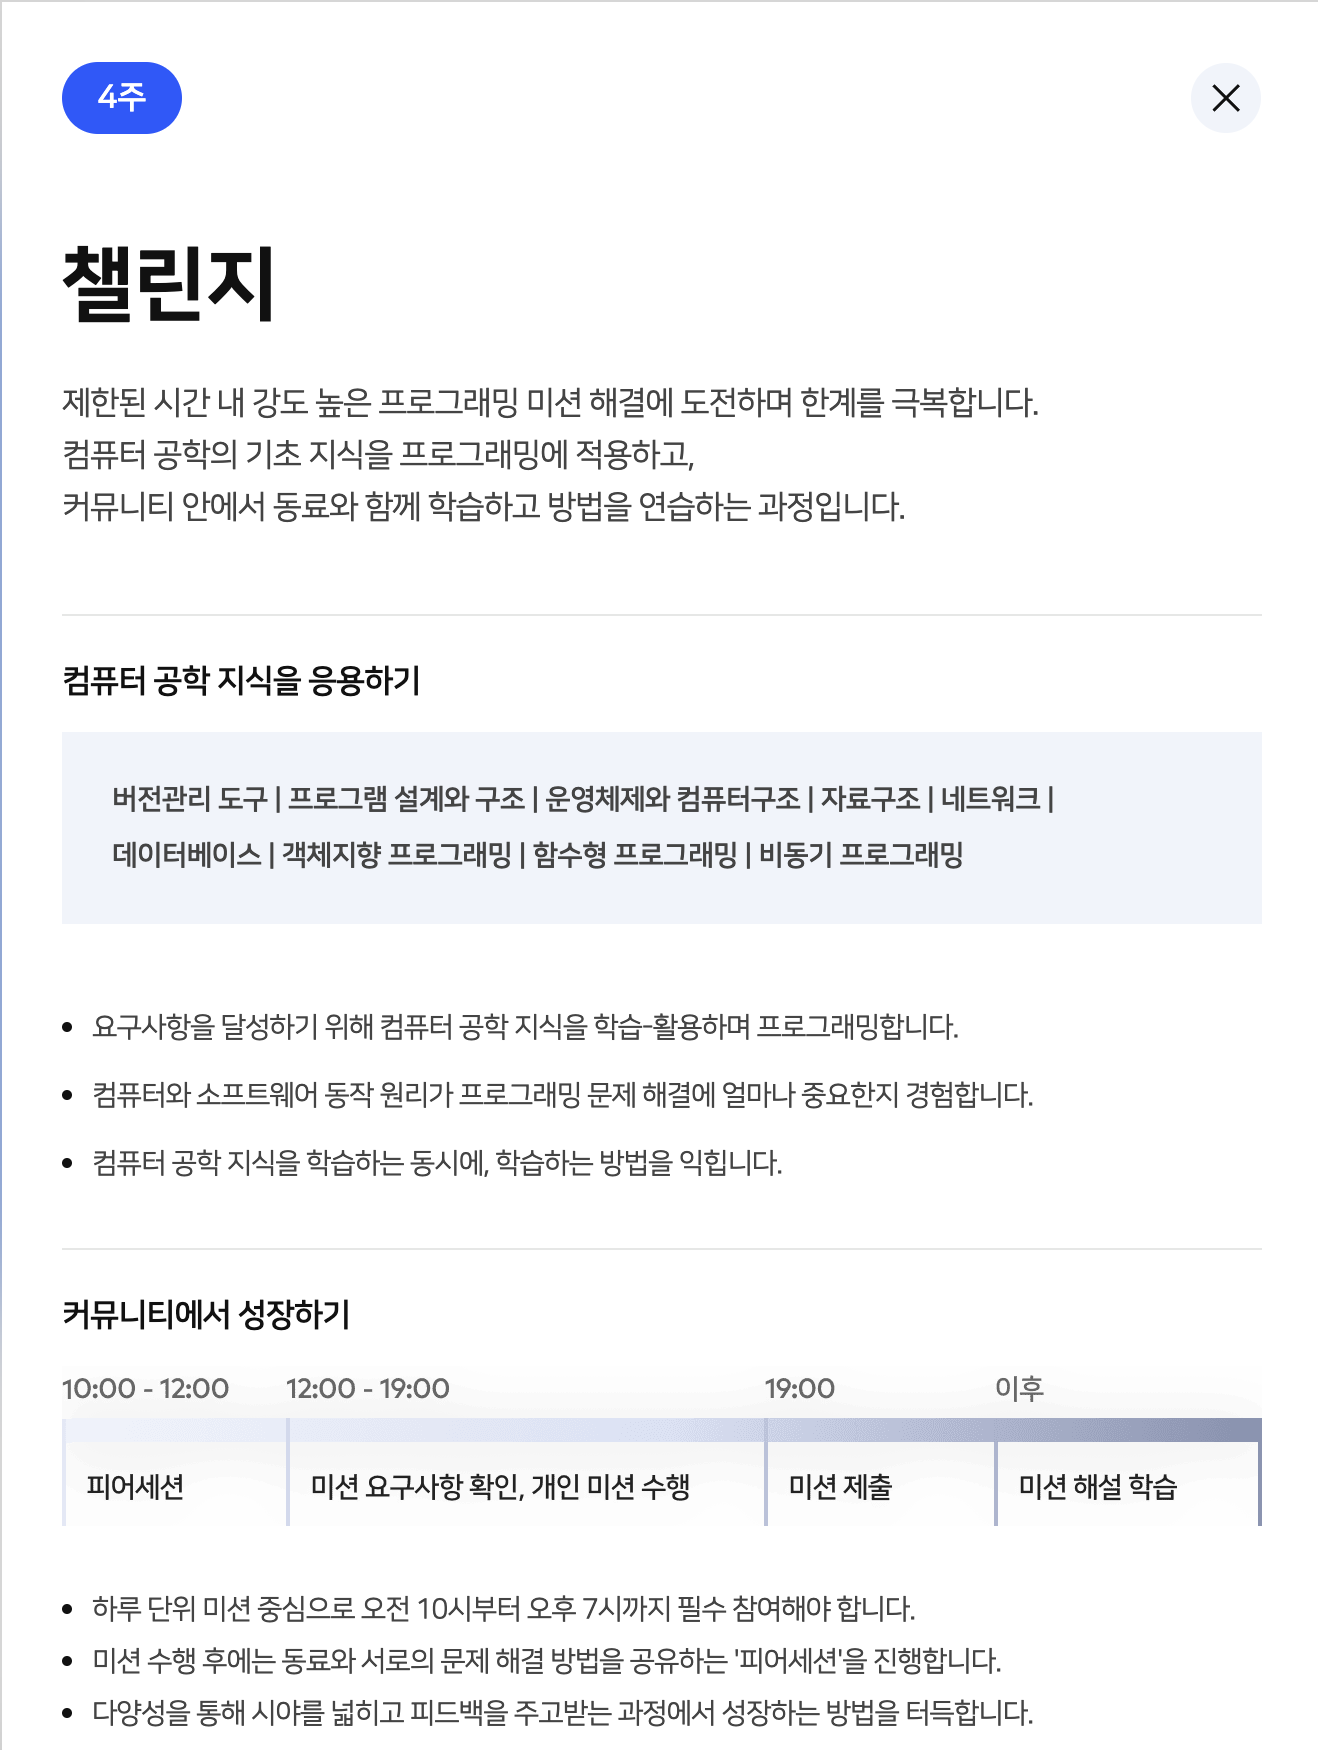 4주
챌린지
제한된 시간 내 강도 높은 프로그래밍 미션 해결에 도전하며 한계를 극복합니다.
컴퓨터 공학의 기초 지식을 프로그래밍에 적용하고,
커뮤니티 안에서 동료와 함께 학습하고 방법을 연습하는 과정입니다.
컴퓨터 공학 지식을 응용하기
버전관리 도구 | 프로그램 설계와 구조 | 운영체제와 컴퓨터구조 | 자료구조 | 네트워크 |
데이터베이스 | 객체지향 프로그래밍 | 함수형 프로그래밍 | 비동기 프로그래밍
• 요구사항을 달성하기 위해 컴퓨터 공학 지식을 학습-활용하며 프로그래밍합니다.
• 컴퓨터와 소프트웨어 동작 원리가 프로그래밍 문제 해결에 얼마나 중요한지 경험합니다.
• 컴퓨터 공학 지식을 학습하는 동시에, 학습하는 방법을 익힙니다.
커뮤니티에서 성장하기
10:00 - 12:00 12:00 - 19:00 19:00 이후
피어세션 미션 요구사항 확인, 개인 미션 수행 미션 제출 미션 해설 학습
• 하루 단위 미션 중심으로 오전 10시부터 오후 7시까지 필수 참여해야 합니다.
• 미션 수행 후에는 동료와 서로의 문제 해결 방법을 공유하는 '피어세션'을 진행합니다.
• 다양성을 통해 시야를 넓히고 피드백을 주고받는 과정에서 성장하는 방법을 터득합니다.